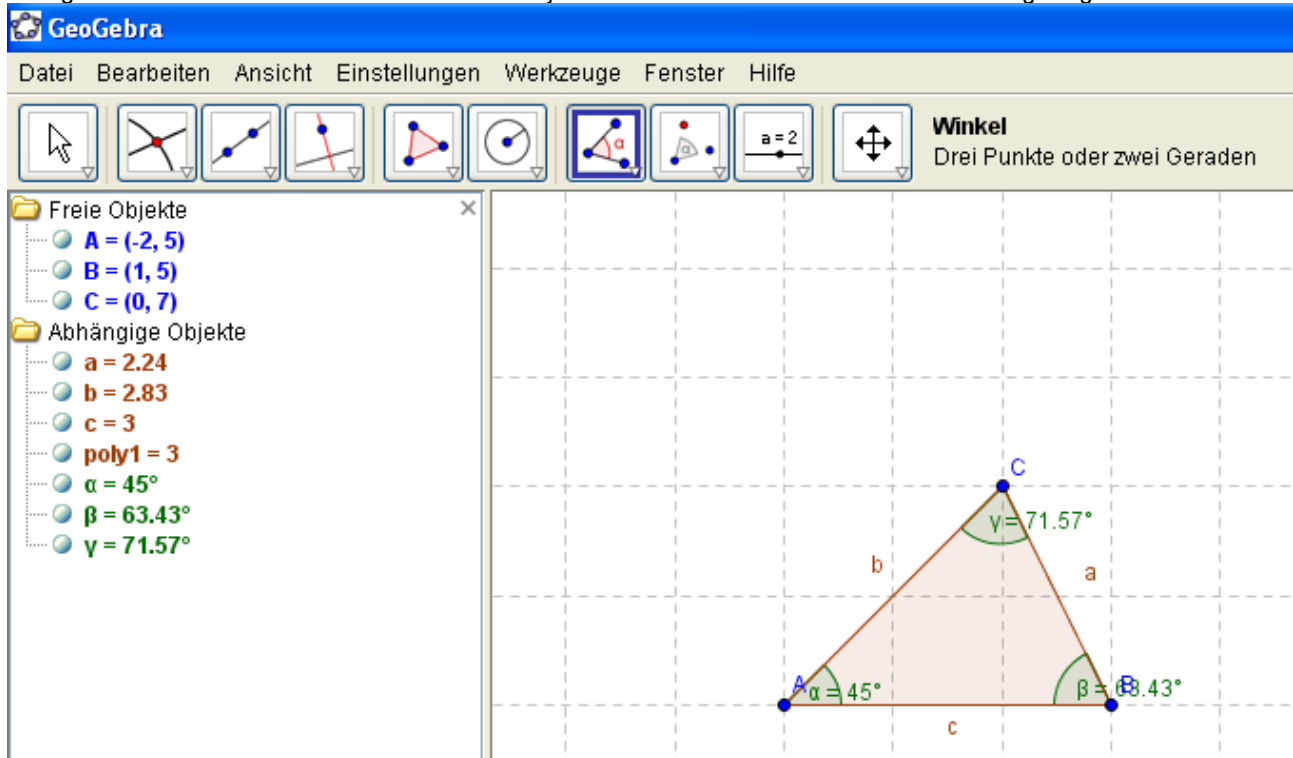 GeoGebra
Datei Bearbeiten Ansicht Einstellungen Werkzeuge Fenster Hilfe
α α a = 2
Winkel
Drei Punkte oder zwei Geraden
Freie Objekte
A = (-2, 5)
B = (1, 5)
C = (0, 7)
Abhängige Objekte
a = 2.24
b = 2.83
c = 3
poly1 = 3
α = 45°
β = 63.43°
γ = 71.57°
C
γ = 71.57°
b
a
A
α = 45°
β = 63.43°
B
c